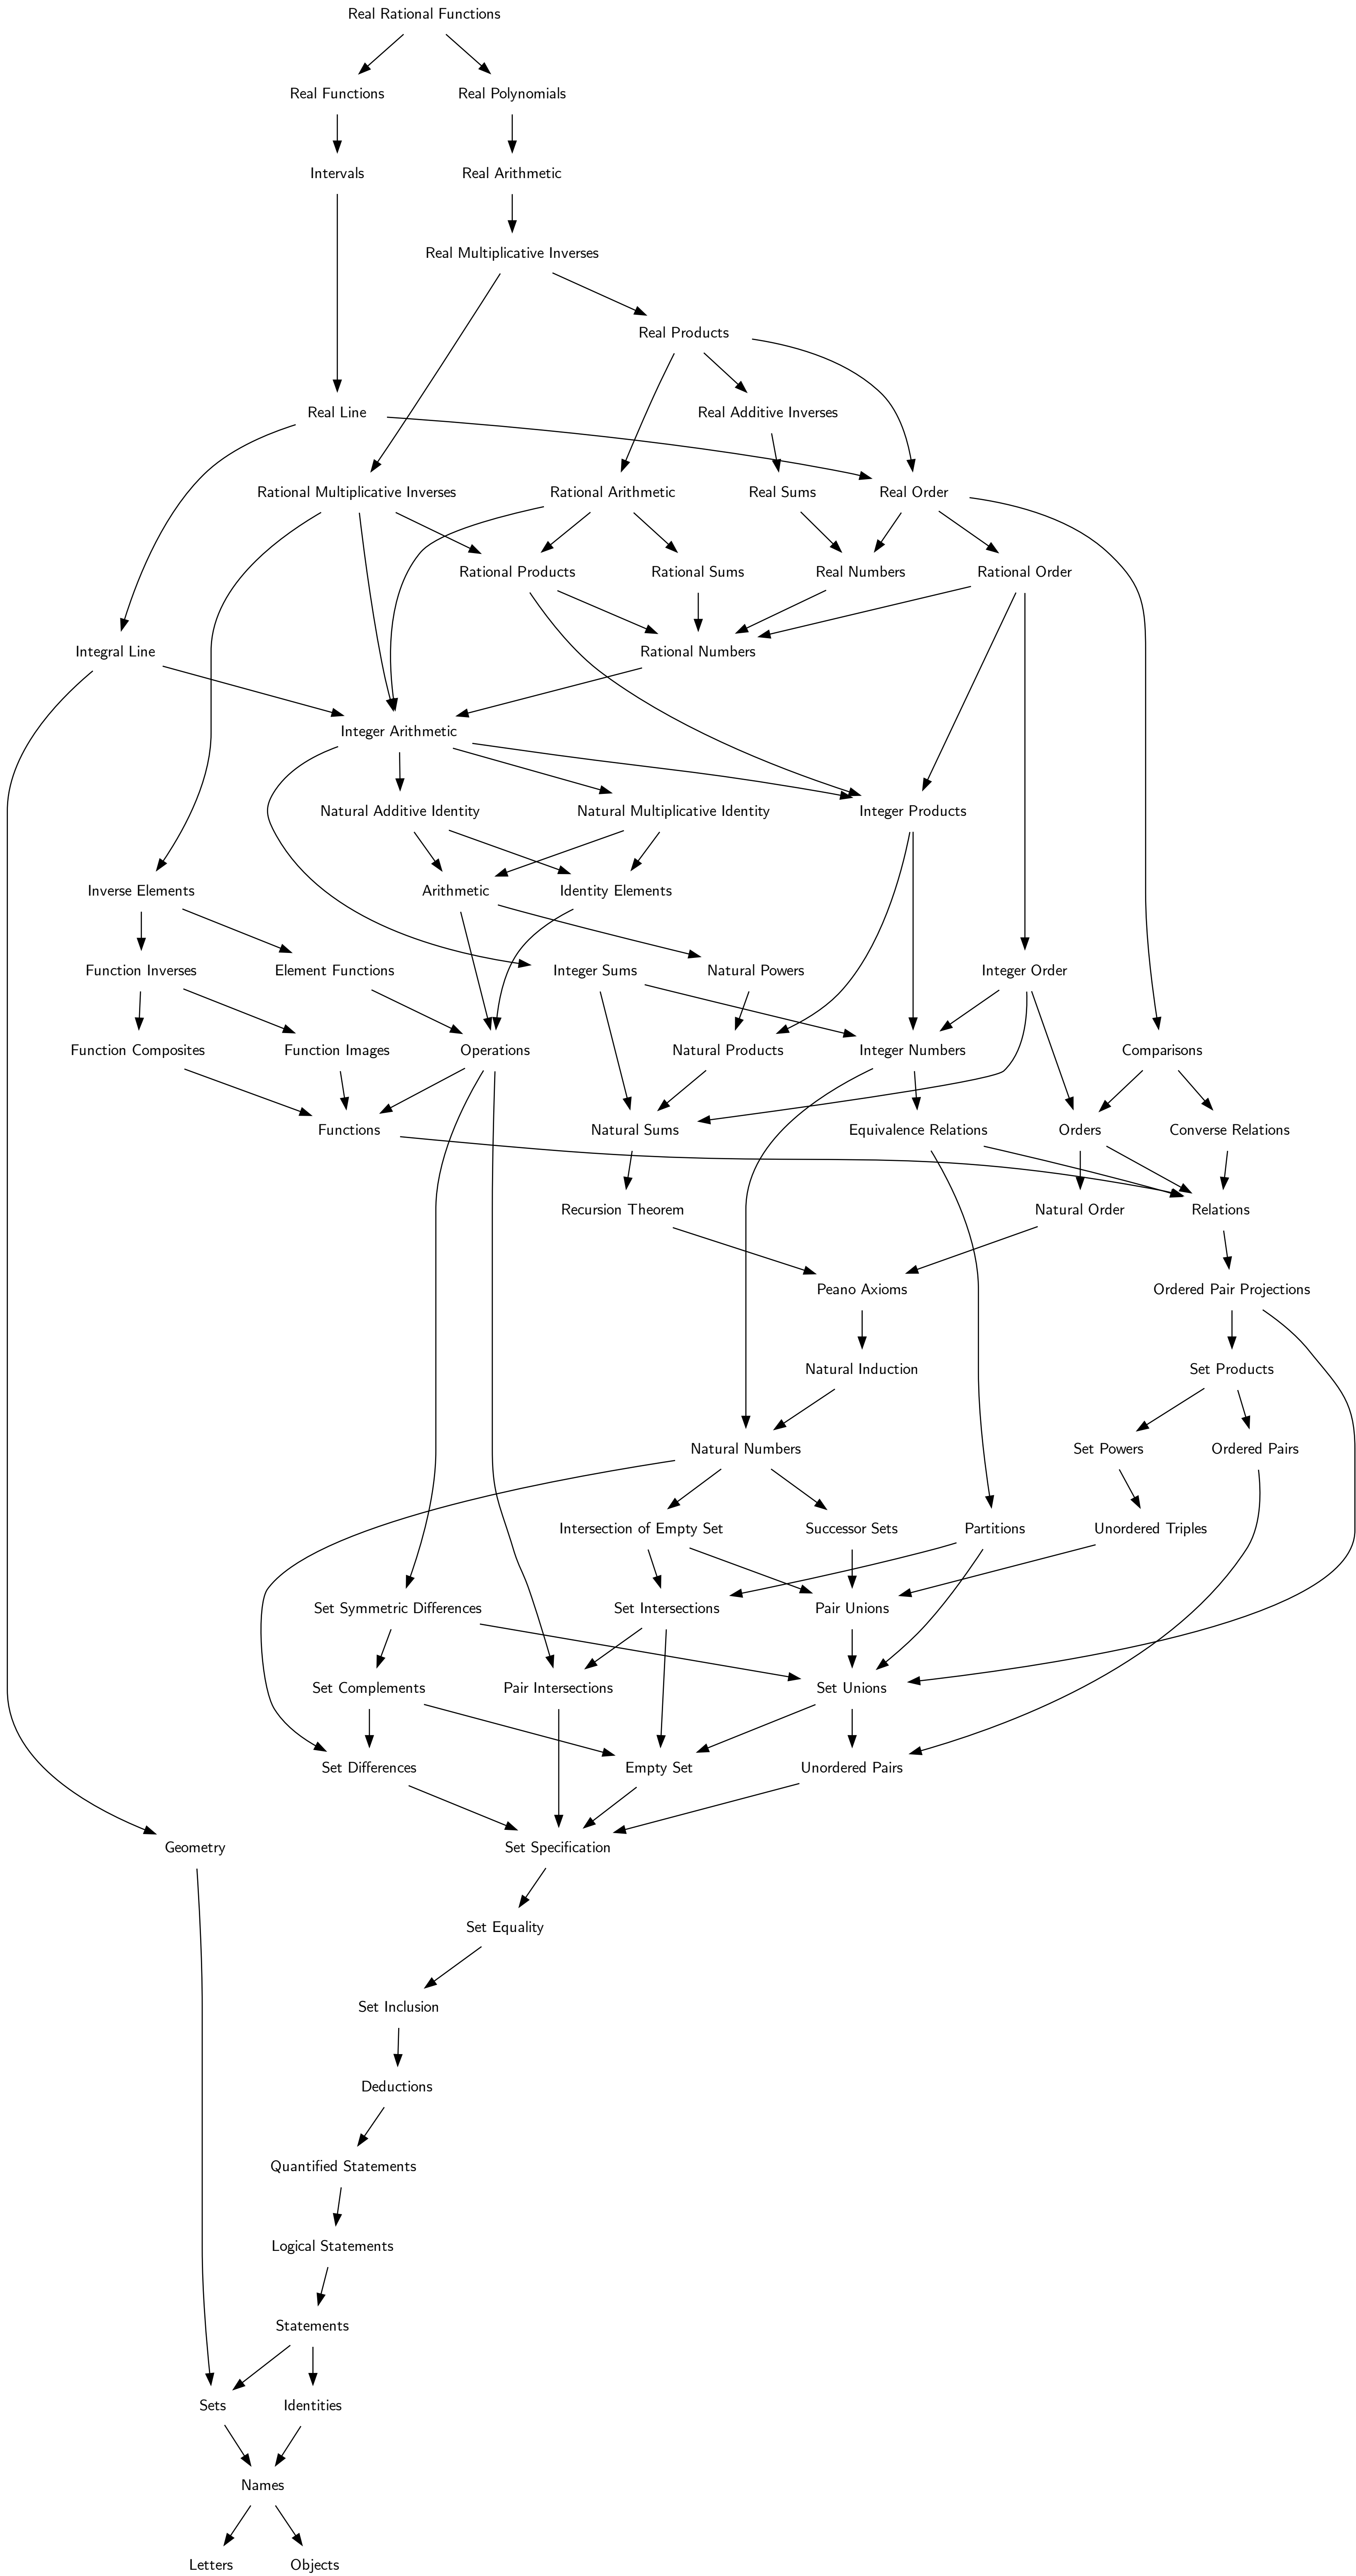 Real Rational Functions
Real Functions
Real Polynomials
Intervals
Real Arithmetic
Real Multiplicative Inverses
Real Products
Real Line
Real Additive Inverses
Rational Multiplicative Inverses
Rational Arithmetic
Real Sums
Real Order
Rational Products
Rational Sums
Real Numbers
Rational Order
Integral Line
Rational Numbers
Integer Arithmetic
Natural Additive Identity
Natural Multiplicative Identity
Integer Products
Inverse Elements
Arithmetic
Identity Elements
Function Inverses
Element Functions
Integer Sums
Natural Powers
Integer Order
Function Composites
Function Images
Operations
Natural Products
Integer Numbers
Comparisons
Functions
Natural Sums
Equivalence Relations
Orders
Converse Relations
Recursion Theorem
Natural Order
Relations
Peano Axioms
Ordered Pair Projections
Natural Induction
Set Products
Natural Numbers
Set Powers
Ordered Pairs
Intersection of Empty Set
Successor Sets
Partitions
Unordered Triples
Set Symmetric Differences
Set Intersections
Pair Unions
Set Complements
Pair Intersections
Set Unions
Set Differences
Empty Set
Unordered Pairs
Geometry
Set Specification
Set Equality
Set Inclusion
Deductions
Quantified Statements
Logical Statements
Statements
Sets
Identities
Names
Letters
Objects